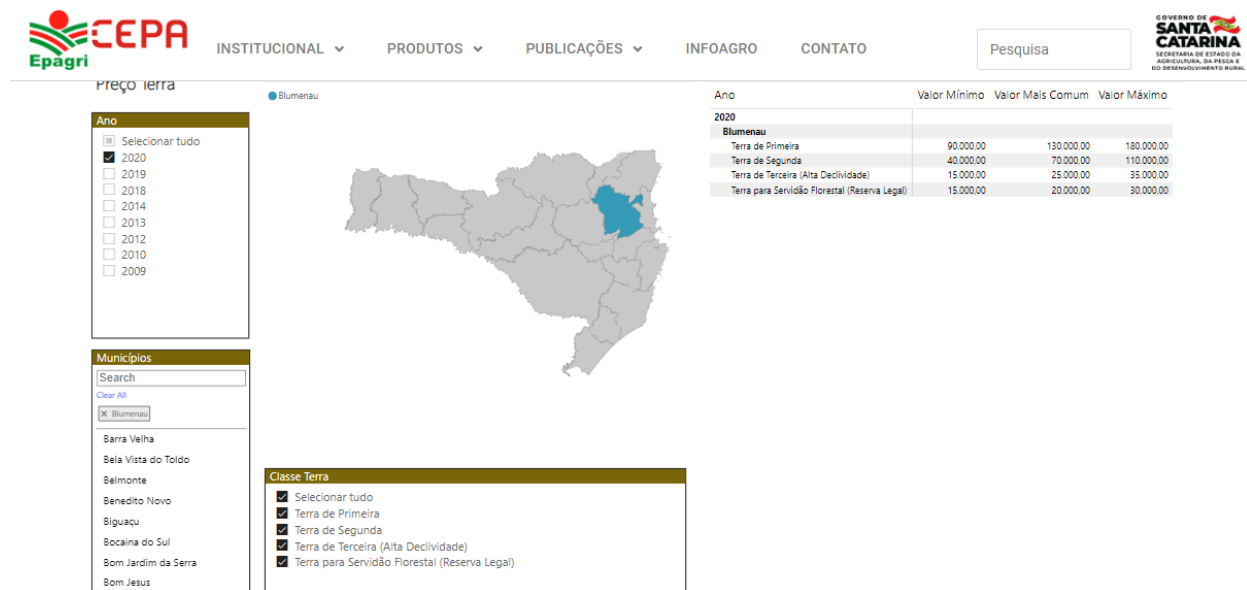 CEPA
Epagri
INSTITUCIONAL
PRODUTOS
PUBLICAÇÕES
INFOAGRO
CONTATO
Pesquisa
GOVERNO DE
SANTA
CATARINA
SECRETARIA DE ESTADO DA
AGRICULTURA, DA PESCA E
DO DESENVOLVIMENTO RURAL
Preço Terra
Ano
Selecionar tudo
2020
2019
2018
2014
2013
2012
2010
2009
Municípios
Search
Clear All
X Blumenau
Barra Velha
Bela Vista do Toldo
Belmonte
Benedito Novo
Biguaçu
Bocaina do Sul
Bom Jardim da Serra
Bom Jesus
Blumenau
Classe Terra
Selecionar tudo
Terra de Primeira
Terra de Segunda
Terra de Terceira (Alta Declividade)
Terra para Servidão Florestal (Reserva Legal)
Ano Valor Mínimo Valor Mais Comum Valor Máximo
2020
Blumenau
Terra de Primeira 90.000,00 130.000,00 180.000,00
Terra de Segunda 40.000,00 70.000,00 110.000,00
Terra de Terceira (Alta Declividade) 15.000,00 25.000,00 35.000,00
Terra para Servidão Florestal (Reserva Legal) 15.000,00 20.000,00 30.000,00